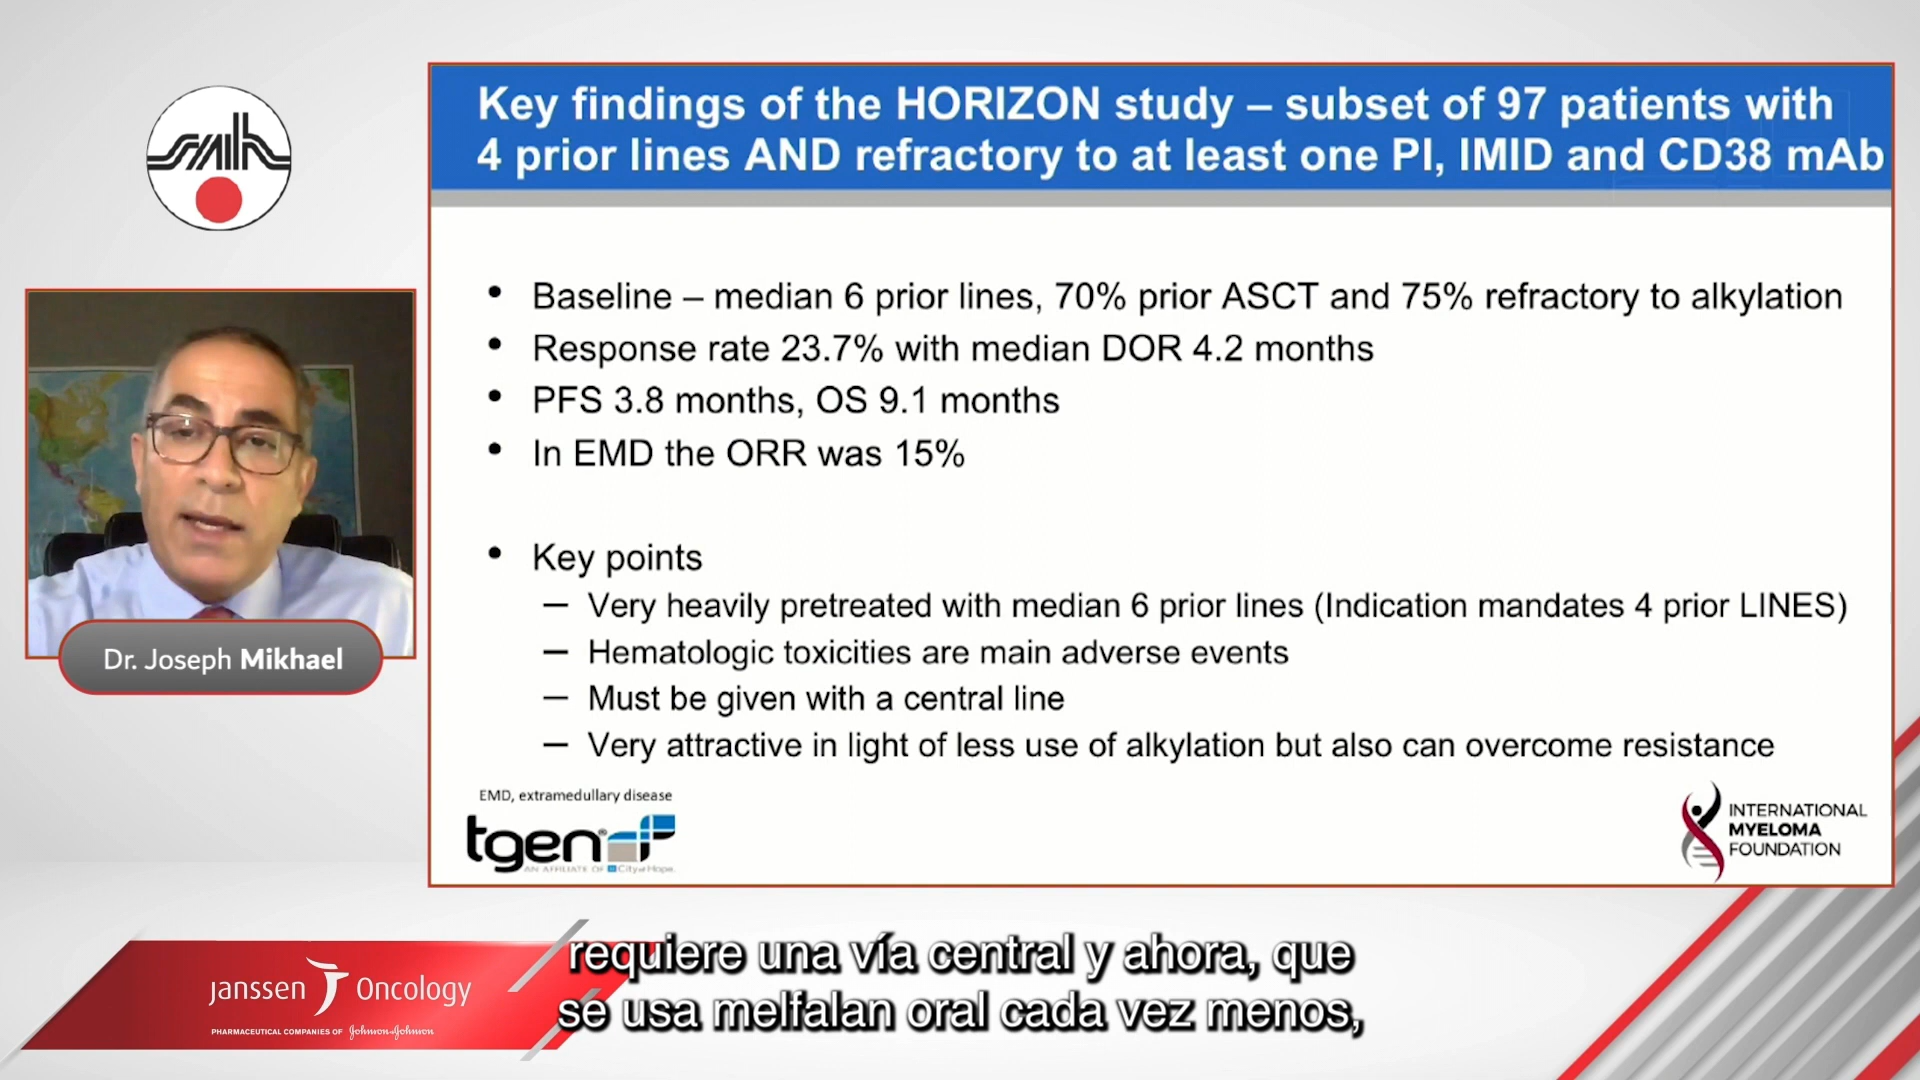 smlh
Key findings of the HORIZON study – subset of 97 patients with
4 prior lines AND refractory to at least one PI, IMID and CD38 mAb
• Baseline – median 6 prior lines, 70% prior ASCT and 75% refractory to alkylation
• Response rate 23.7% with median DOR 4.2 months
• PFS 3.8 months, OS 9.1 months
• In EMD the ORR was 15%
• Key points
– Very heavily pretreated with median 6 prior lines (Indication mandates 4 prior LINES)
– Hematologic toxicities are main adverse events
– Must be given with a central line
– Very attractive in light of less use of alkylation but also can overcome resistance
EMD, extramedullary disease
tgen
AN AFFILIATE OF City of Hope
INTERNATIONAL
MYELOMA
FOUNDATION
Dr. Joseph Mikhael
janssen Oncology
PHARMACEUTICAL COMPANIES OF Johnson & Johnson
requiere una vía central y ahora, que
se usa melfalan oral cada vez menos,